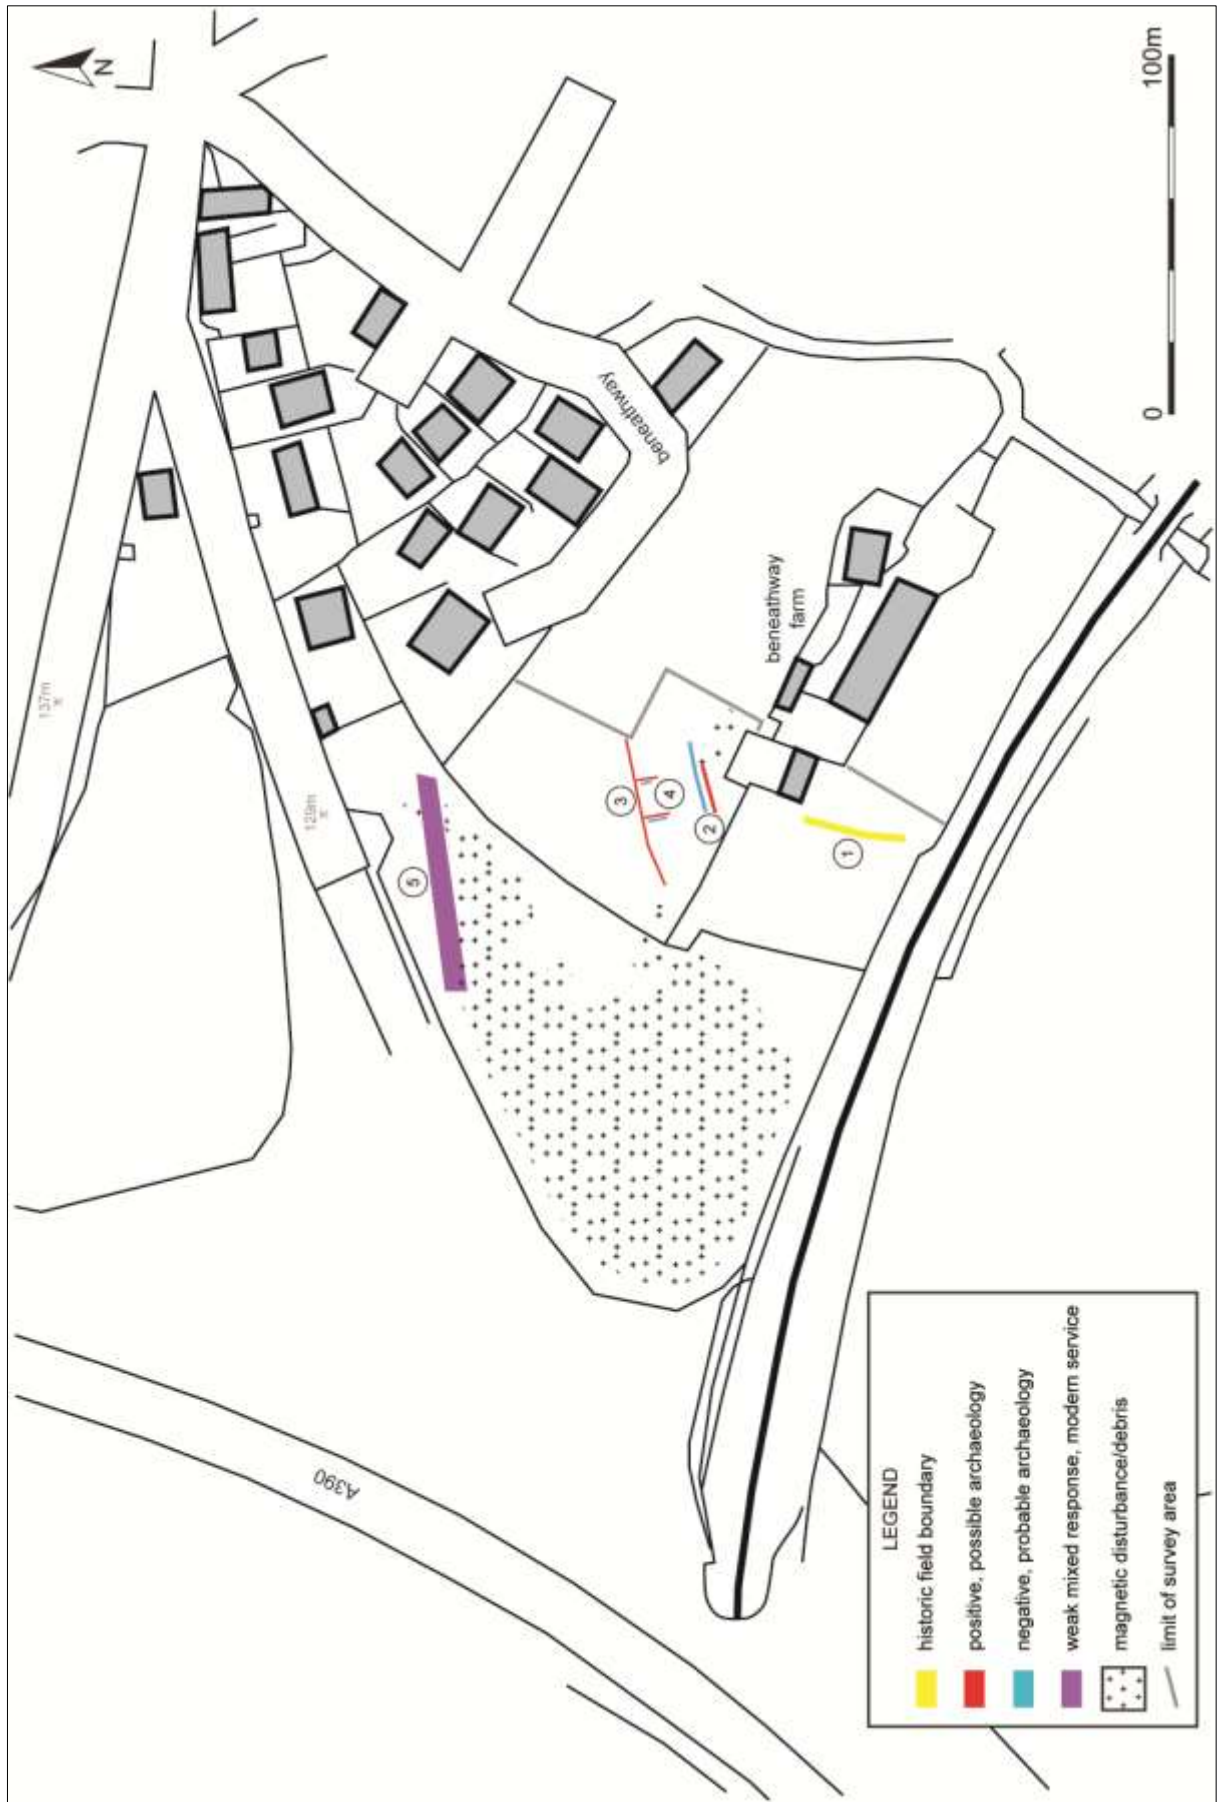 N
137m
129m
beneathway
beneathway
farm
1
2
3
4
5
A390
0
100m
LEGEND
historic field boundary
positive, possible archaeology
negative, probable archaeology
weak mixed response, modern service
magnetic disturbance/debris
limit of survey area